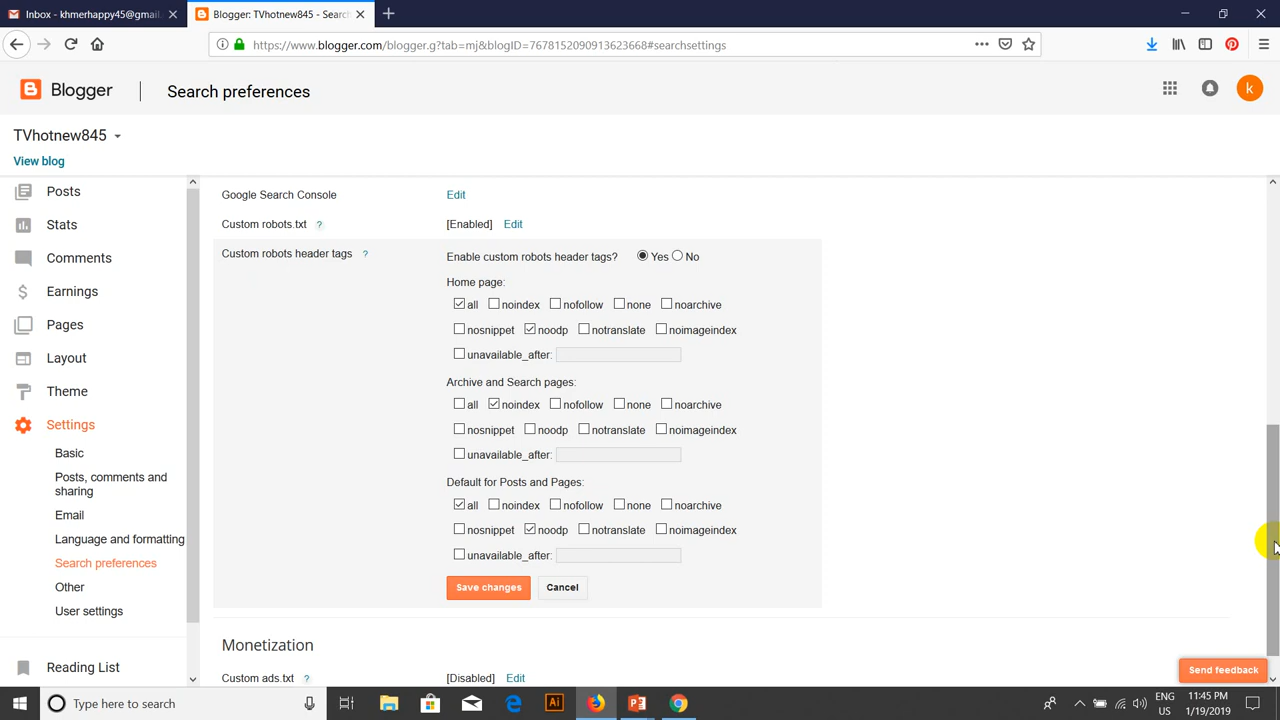 Inbox - khmerhappy45@gmail.
Blogger: TVhotnew845 - Search
https://www.blogger.com/blogger.g?tab=mj&blogID=7678152090913623668#searchsettings
Blogger
Search preferences
k
TVhotnew845
View blog
Posts
Stats
Comments
Earnings
Pages
Layout
Theme
Settings
Basic
Posts, comments and
sharing
Email
Language and formatting
Search preferences
Other
User settings
Reading List
Google Search Console Edit
Custom robots.txt ? [Enabled] Edit
Custom robots header tags ? Enable custom robots header tags? Yes No
Home page:
all noindex nofollow none noarchive
nosnippet noodp notranslate noimageindex
unavailable_after:
Archive and Search pages:
all noindex nofollow none noarchive
nosnippet noodp notranslate noimageindex
unavailable_after:
Default for Posts and Pages:
all noindex nofollow none noarchive
nosnippet noodp notranslate noimageindex
unavailable_after:
Save changes Cancel
Monetization
Custom ads.txt ? [Disabled] Edit
Send feedback
Type here to search
ENG
US
11:45 PM
1/19/2019